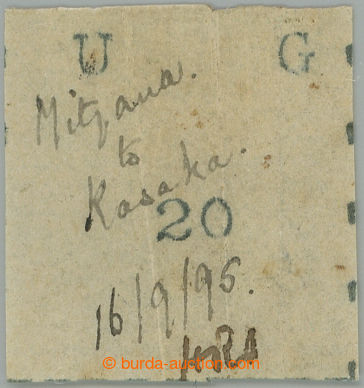 U G
Mityana.
to
Kasaka.
20
16/9/95.
© burda-auction.com